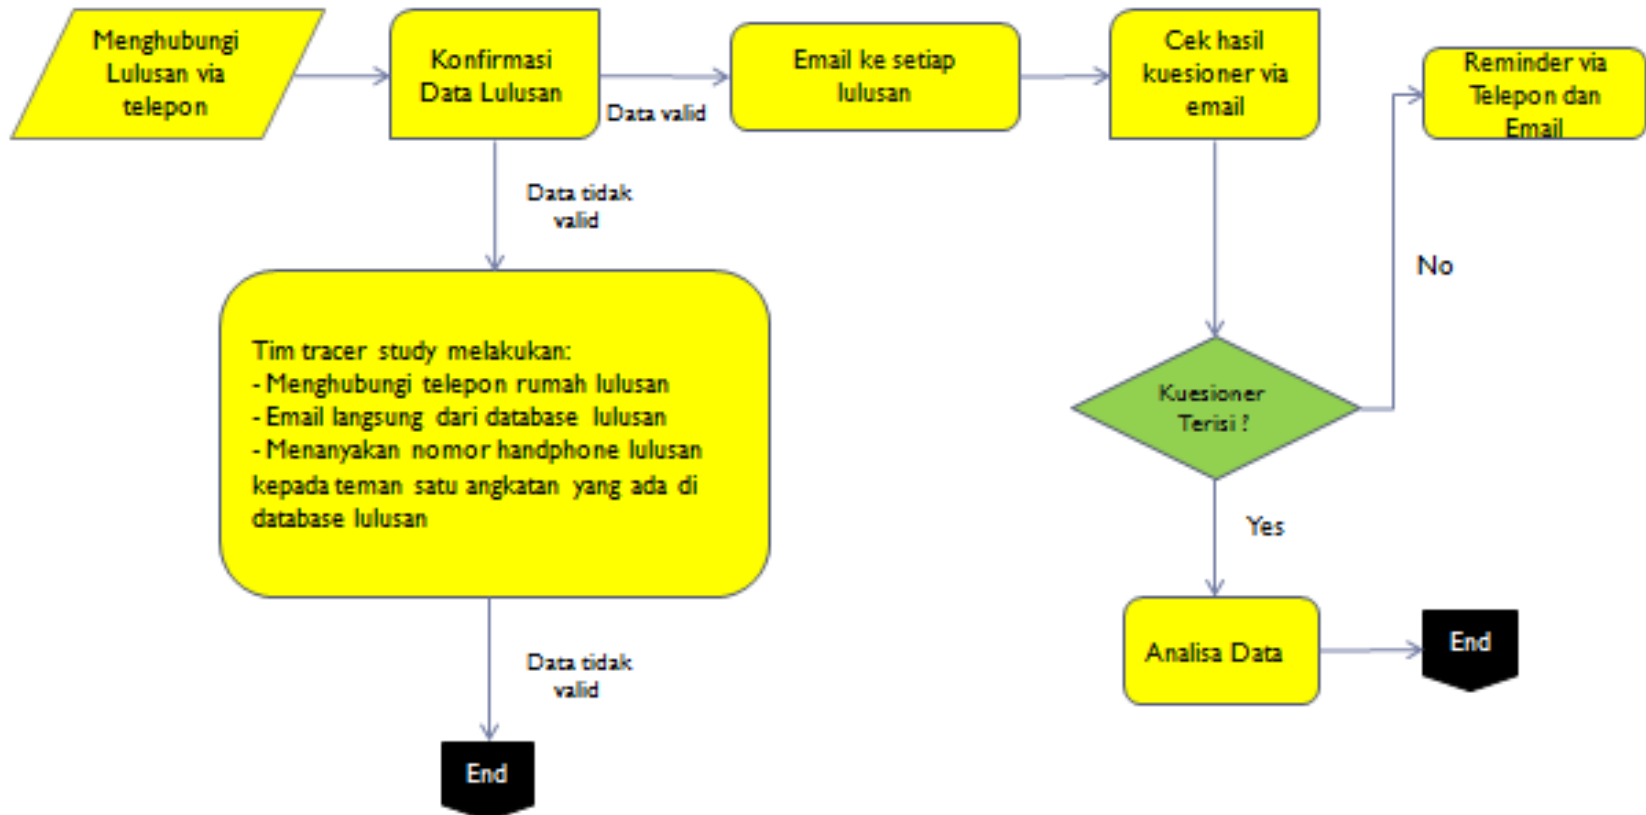 Menghubungi
Lulusan via
telepon
Konfirmasi
Data Lulusan
Data valid
Email ke setiap
lulusan
Cek hasil
kuesioner via
email
Reminder via
Telepon dan
Email
Data tidak
valid
No
Tim tracer study melakukan:
- Menghubungi telepon rumah lulusan
- Email langsung dari database lulusan
- Menanyakan nomor handphone lulusan
kepada teman satu angkatan yang ada di
database lulusan
Kuesioner
Terisi ?
Yes
Analisa Data
End
Data tidak
valid
End